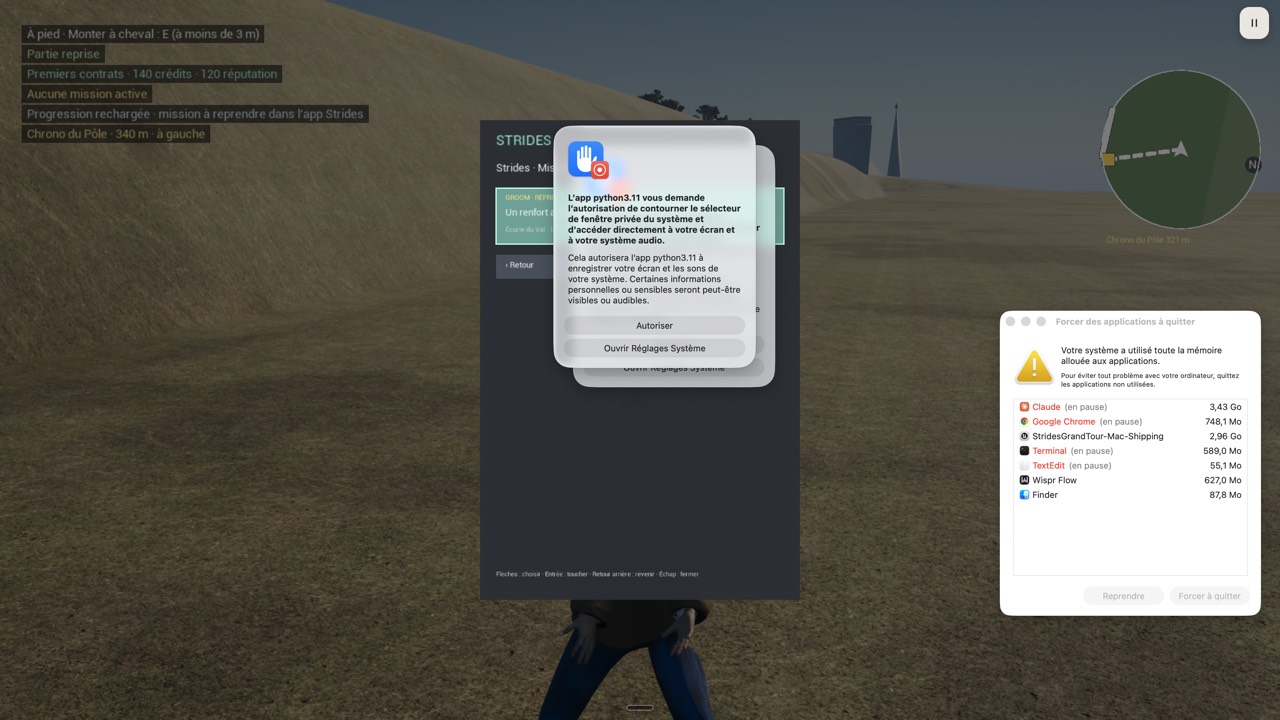 À pied · Monter à cheval : E (à moins de 3 m)
Partie reprise
Premiers contrats · 140 crédits · 120 réputation
Aucune mission active
Progression rechargée · mission à reprendre dans l'app Strides
Chrono du Pôle · 340 m · à gauche
N
Chrono du Pôle 321 m
STRIDES
Strides · Mis
GROOM · REPR
Un renfort a
Écurie du Val ·
‹ Retour
L'app python3.11 vous demande
l'autorisation de contourner le sélecteur
de fenêtre privée du système et
d'accéder directement à votre écran et
à votre système audio.
Cela autorisera l'app python3.11 à
enregistrer votre écran et les sons de
votre système. Certaines informations
personnelles ou sensibles seront peut-être
visibles ou audibles.
Autoriser
Ouvrir Réglages Système
r
e
Ouvrir Réglages Système
Flèches : choisir · Entrée : toucher · Retour arrière : revenir · Échap : fermer
Forcer des applications à quitter
Votre système a utilisé toute la mémoire
allouée aux applications.
Pour éviter tout problème avec votre ordinateur, quittez
les applications non utilisées.
Claude (en pause) 3,43 Go
Google Chrome (en pause) 748,1 Mo
StridesGrandTour-Mac-Shipping 2,96 Go
Terminal (en pause) 589,0 Mo
TextEdit (en pause) 55,1 Mo
Wispr Flow 627,0 Mo
Finder 87,8 Mo
Reprendre
Forcer à quitter